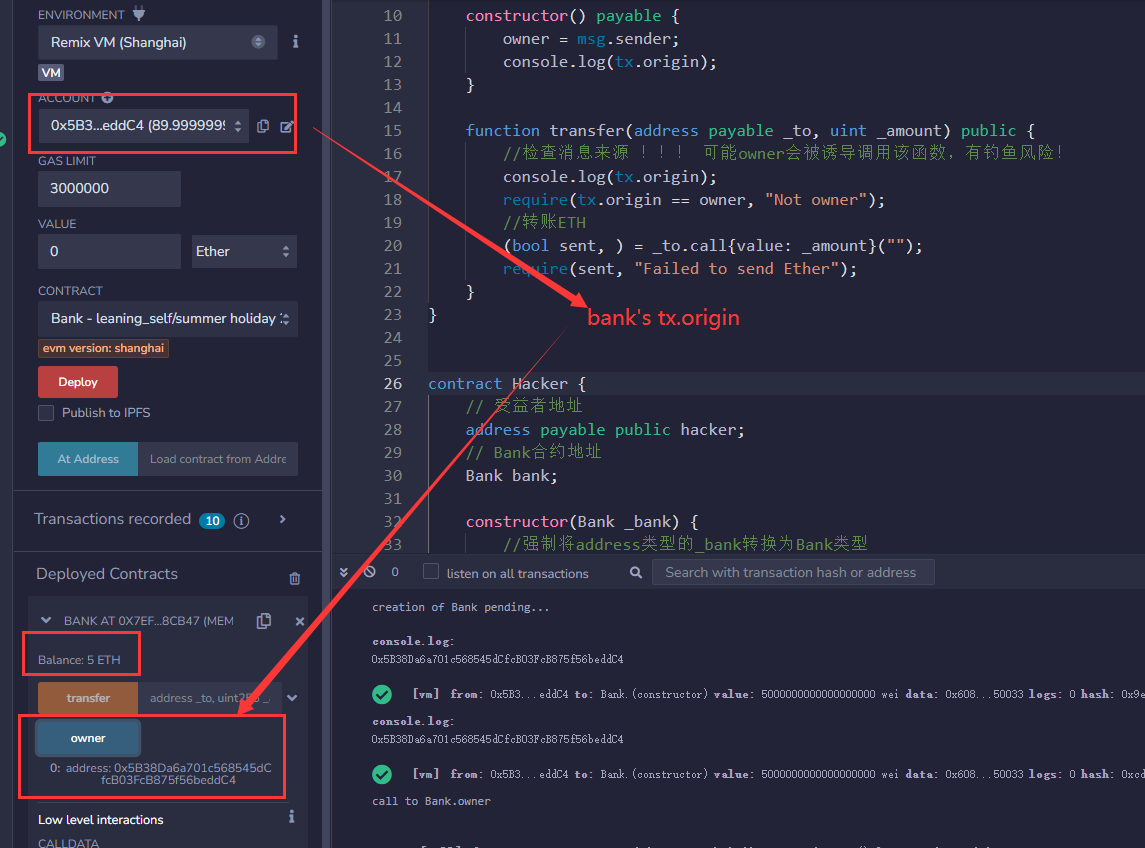 ENVIRONMENT
Remix VM (Shanghai)
VM
ACCOUNT
0x5B3...eddC4 (89.9999999
GAS LIMIT
3000000
VALUE
0
Ether
CONTRACT
Bank - leaning_self/summer holiday
evm version: shanghai
Deploy
Publish to IPFS
At Address
Load contract from Addre
Transactions recorded 10
Deployed Contracts
BANK AT 0X7EF...8CB47 (MEM
Balance: 5 ETH
transfer
address _to, uint256 _
owner
0: address: 0x5B38Da6a701c568545dC
fcB03FcB875f56beddC4
Low level interactions
CALLDATA
10 constructor() payable {
11 owner = msg.sender;
12 console.log(tx.origin);
13 }
14
15 function transfer(address payable _to, uint _amount) public {
16 //检查消息来源 ！！！ 可能owner会被诱导调用该函数，有钓鱼风险！
17 console.log(tx.origin);
18 require(tx.origin == owner, "Not owner");
19 //转账ETH
20 (bool sent, ) = _to.call{value: _amount}("");
21 require(sent, "Failed to send Ether");
22 }
23 }
24
25
26 contract Hacker {
27 // 受益者地址
28 address payable public hacker;
29 // Bank合约地址
30 Bank bank;
31
32 constructor(Bank _bank) {
33 //强制将address类型的_bank转换为Bank类型
bank's tx.origin
0
listen on all transactions
Search with transaction hash or address
creation of Bank pending...
console.log:
0x5B38Da6a701c568545dCfcB03FcB875f56beddC4
[vm] from: 0x5B3...eddC4 to: Bank.(constructor) value: 5000000000000000000 wei data: 0x608...50033 logs: 0 hash: 0x9e
console.log:
0x5B38Da6a701c568545dCfcB03FcB875f56beddC4
[vm] from: 0x5B3...eddC4 to: Bank.(constructor) value: 5000000000000000000 wei data: 0x608...50033 logs: 0 hash: 0xcd
call to Bank.owner